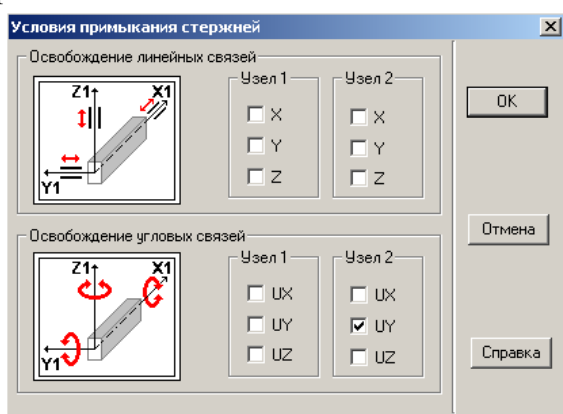 Условия примыкания стержней
Освобождение линейных связей
Z1 X1
Y1
Узел 1
X
Y
Z
Узел 2
X
Y
Z
OK
Освобождение угловых связей
Z1 X1
Y1
Узел 1
UX
UY
UZ
Узел 2
UX
UY
UZ
Отмена
Справка